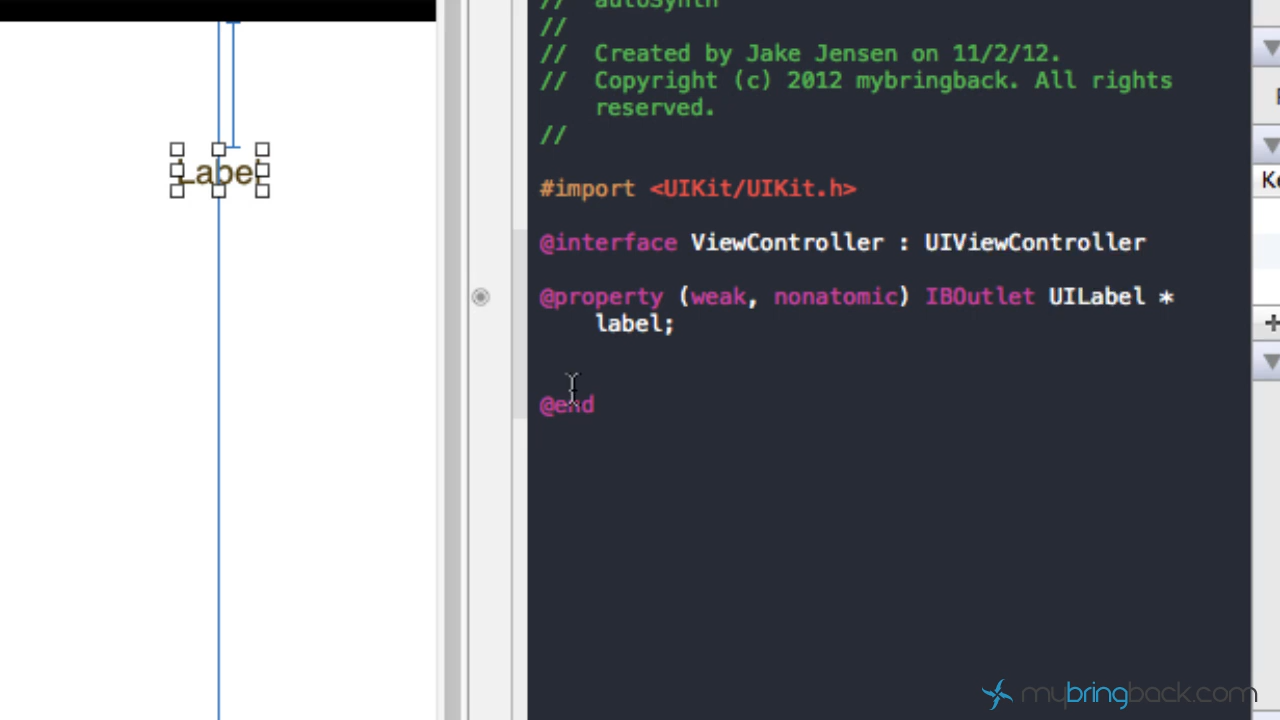 // autoSynth
//
// Created by Jake Jensen on 11/2/12.
// Copyright (c) 2012 mybringback. All rights
reserved.
//
Label
#import <UIKit/UIKit.h>
@interface ViewController : UIViewController
@property (weak, nonatomic) IBOutlet UILabel *
label;
@end
mybringback.com